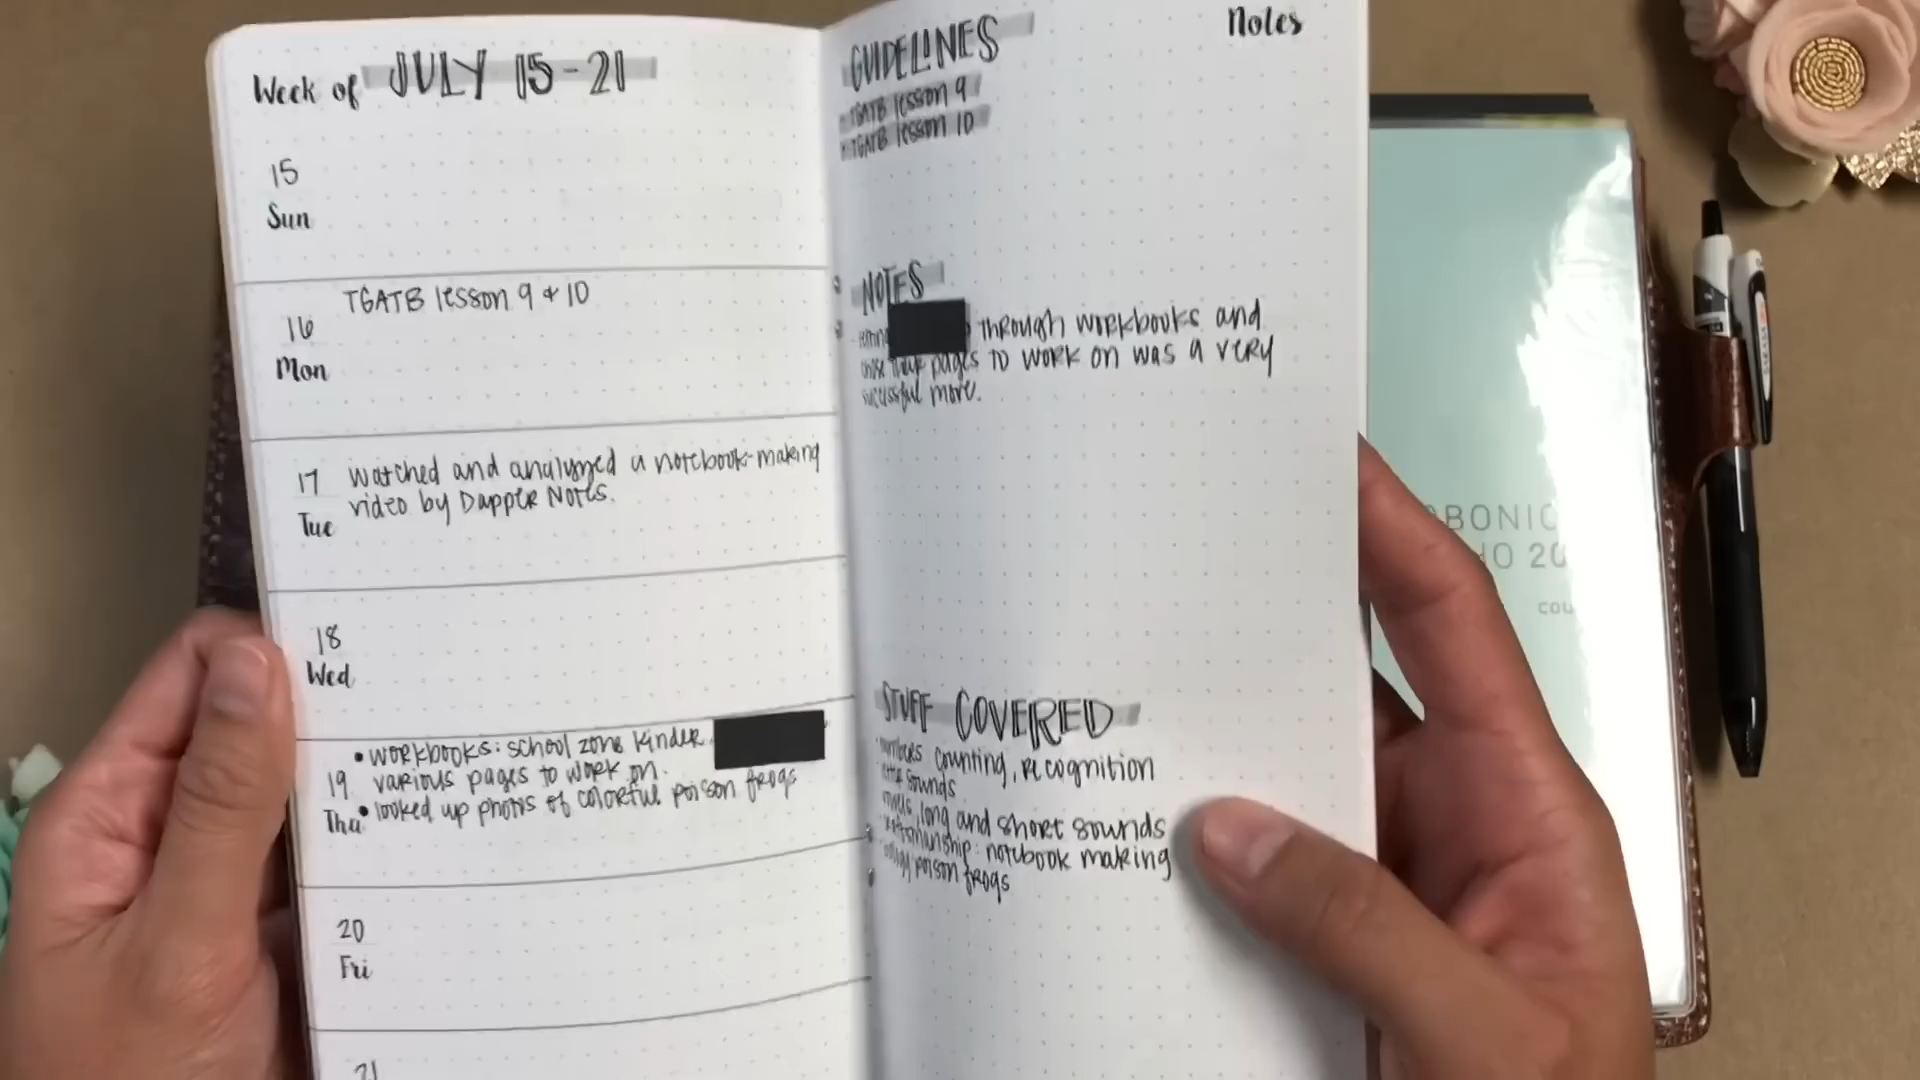 Week of JULY 15-21
15
Sun
TGATB lesson 9 & 10
16
Mon
17 watched and analyzed a notebook-making
video by Dapper Notes.
Tue
18
Wed
• workbooks: school zone kinder
19 various pages to work on.
Thu • looked up photos of colorful poison frogs
20
Fri
21
Notes
GUIDELINES
TGATB lesson 9
TGATB lesson 10
NOTES
through workbooks and
pages to work on was a very
successful move.
STUFF COVERED
counting, recognition
sounds
long and short sounds
notebook making
poison frogs
OBONIC
HO 20
cou